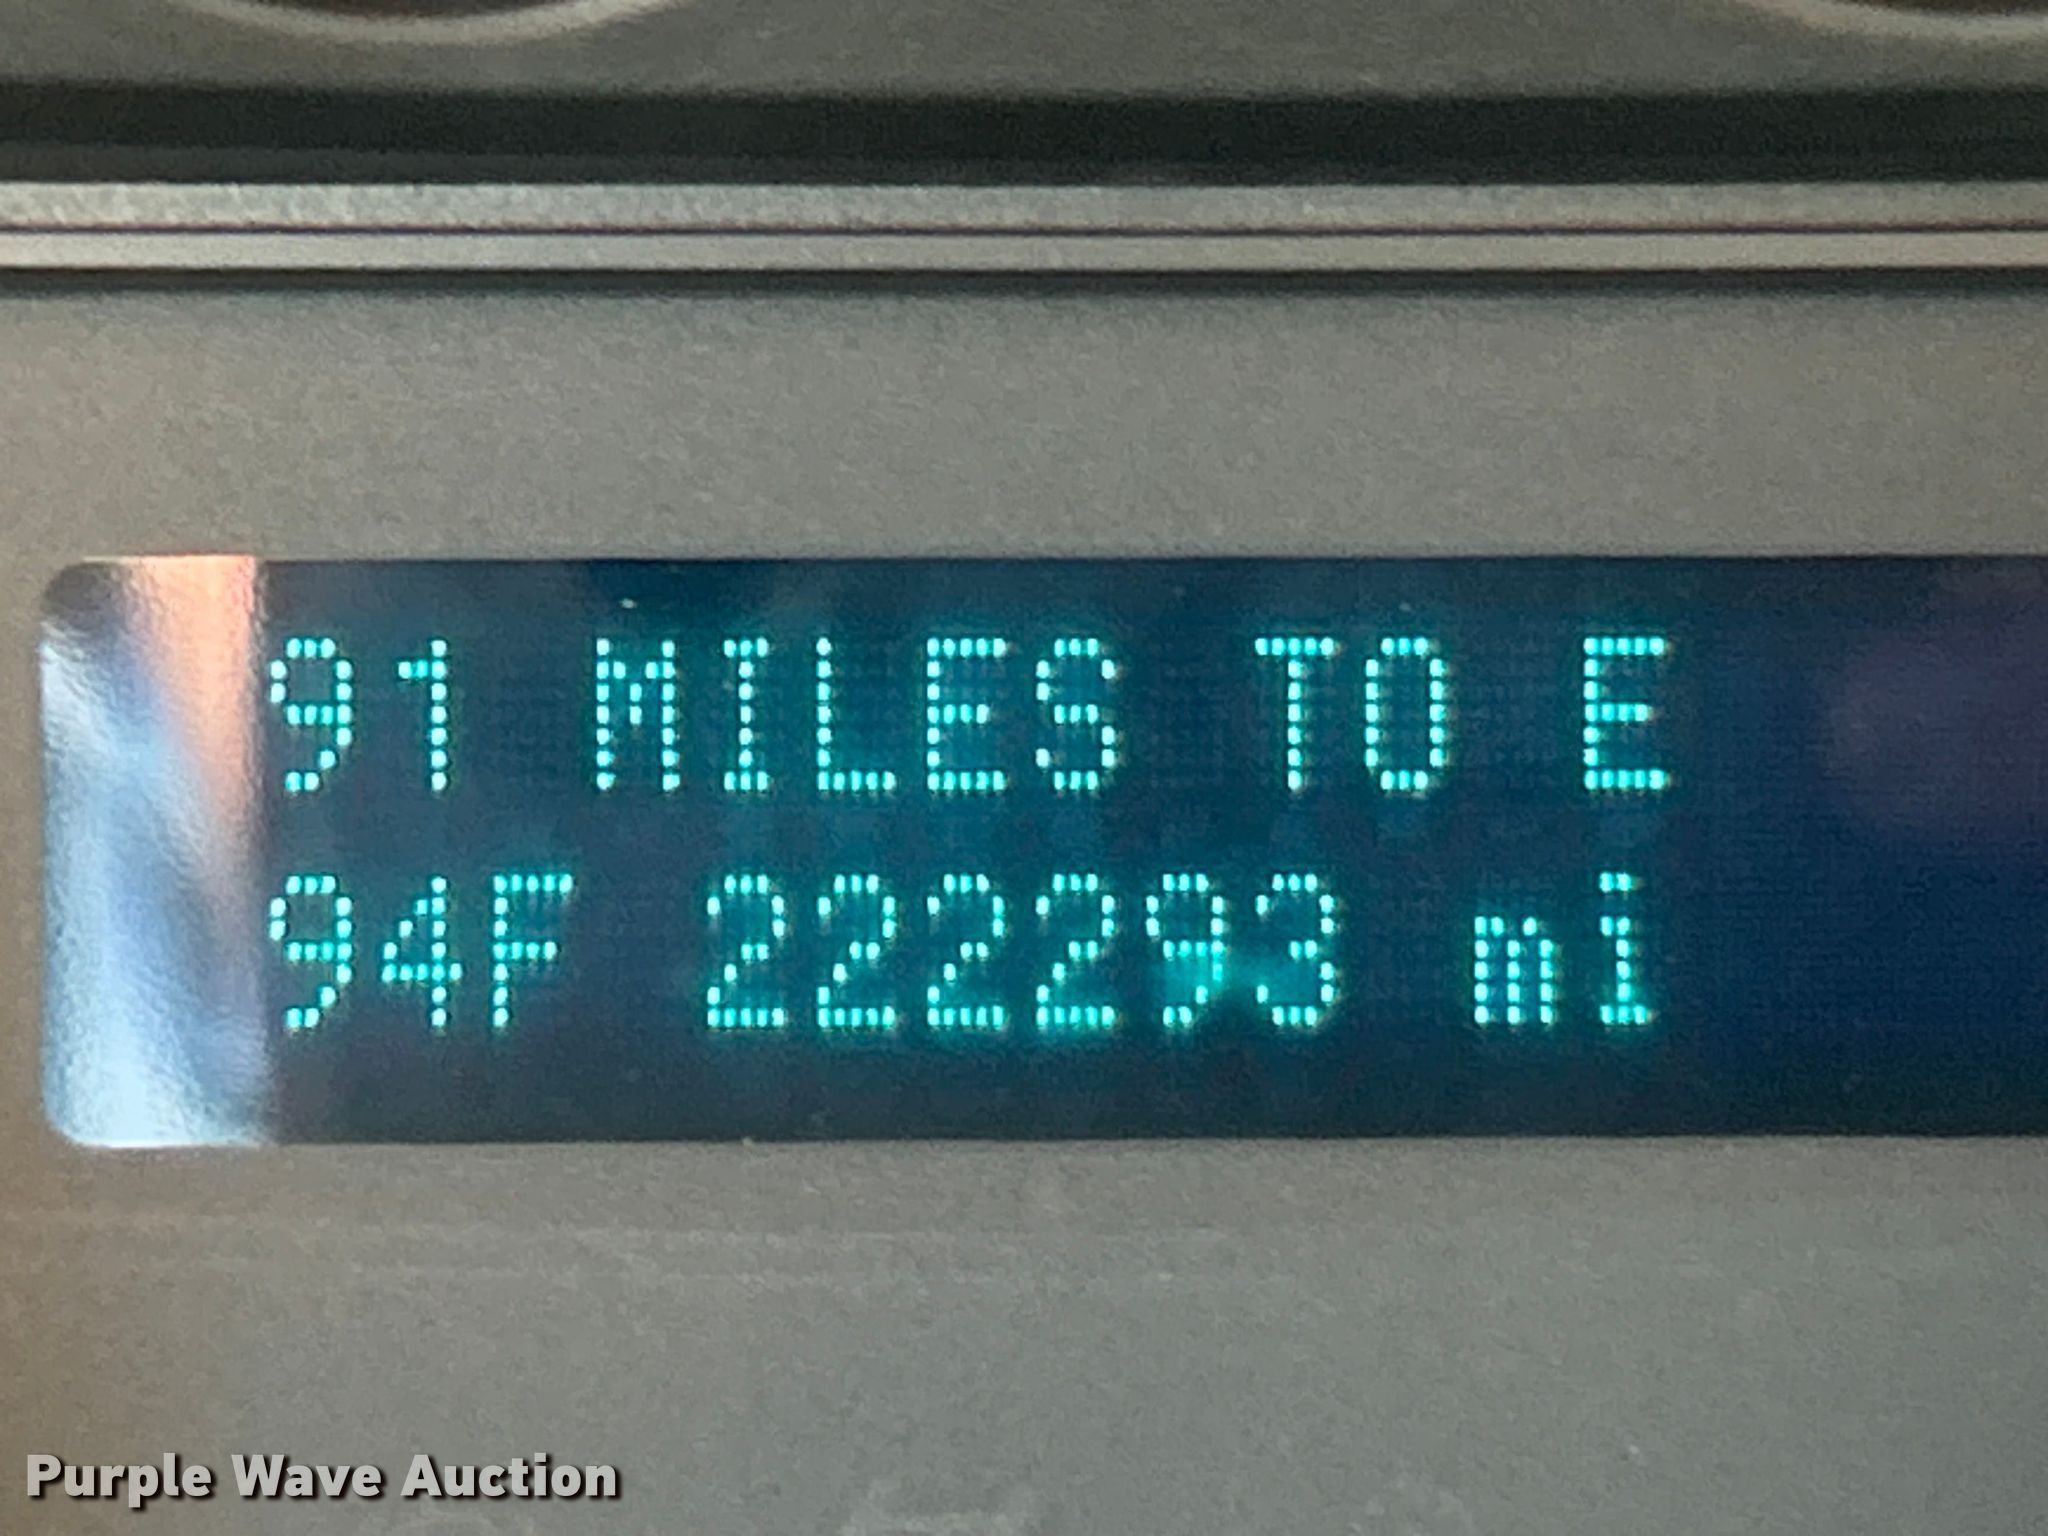 91 MILES TO E
94F 222293 mi
Purple Wave Auction